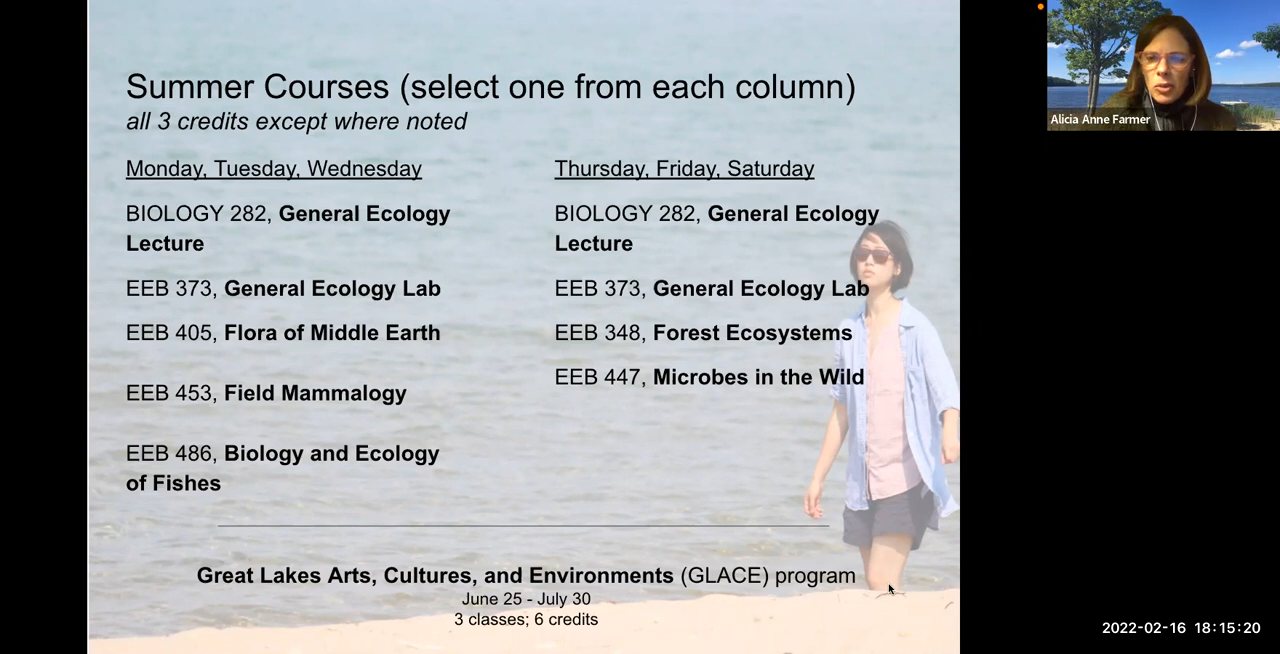 Summer Courses (select one from each column)
all 3 credits except where noted
Monday, Tuesday, Wednesday
BIOLOGY 282, General Ecology
Lecture
EEB 373, General Ecology Lab
EEB 405, Flora of Middle Earth
EEB 453, Field Mammalogy
EEB 486, Biology and Ecology
of Fishes
Thursday, Friday, Saturday
BIOLOGY 282, General Ecology
Lecture
EEB 373, General Ecology Lab
EEB 348, Forest Ecosystems
EEB 447, Microbes in the Wild
Great Lakes Arts, Cultures, and Environments (GLACE) program
June 25 - July 30
3 classes; 6 credits
Alicia Anne Farmer
2022-02-16 18:15:20